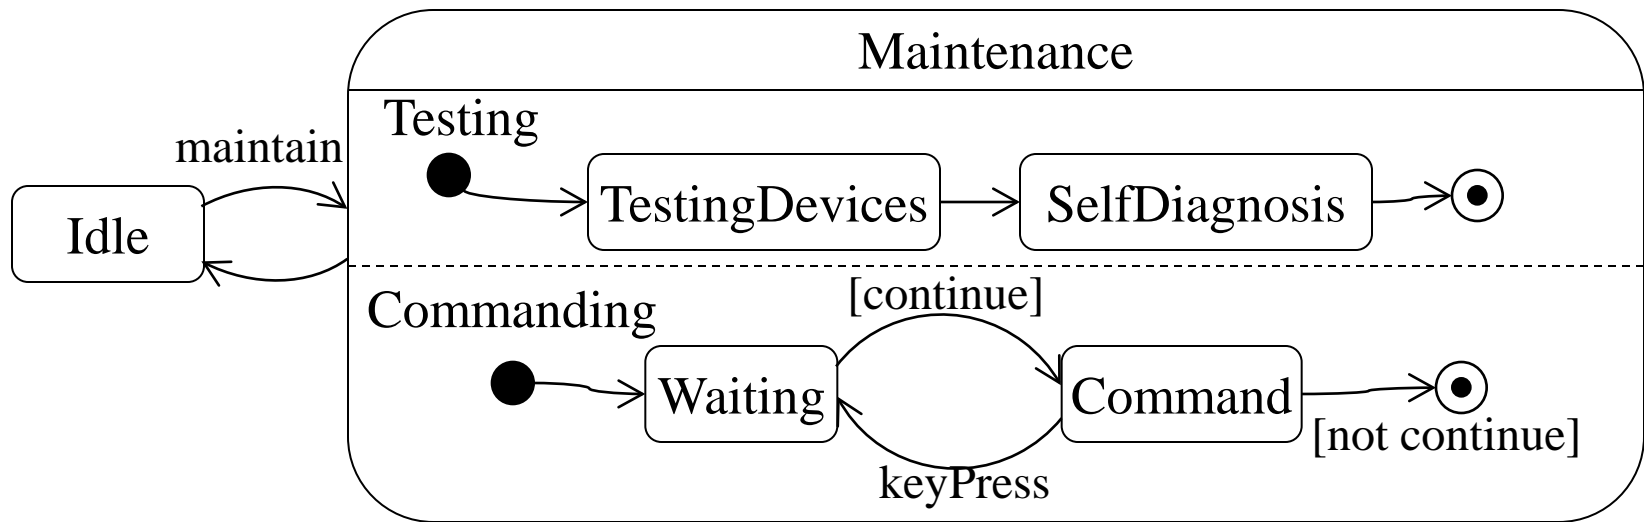 Maintenance
Testing
maintain
TestingDevices
SelfDiagnosis
Idle
Commanding
[continue]
Waiting
Command
[not continue]
keyPress